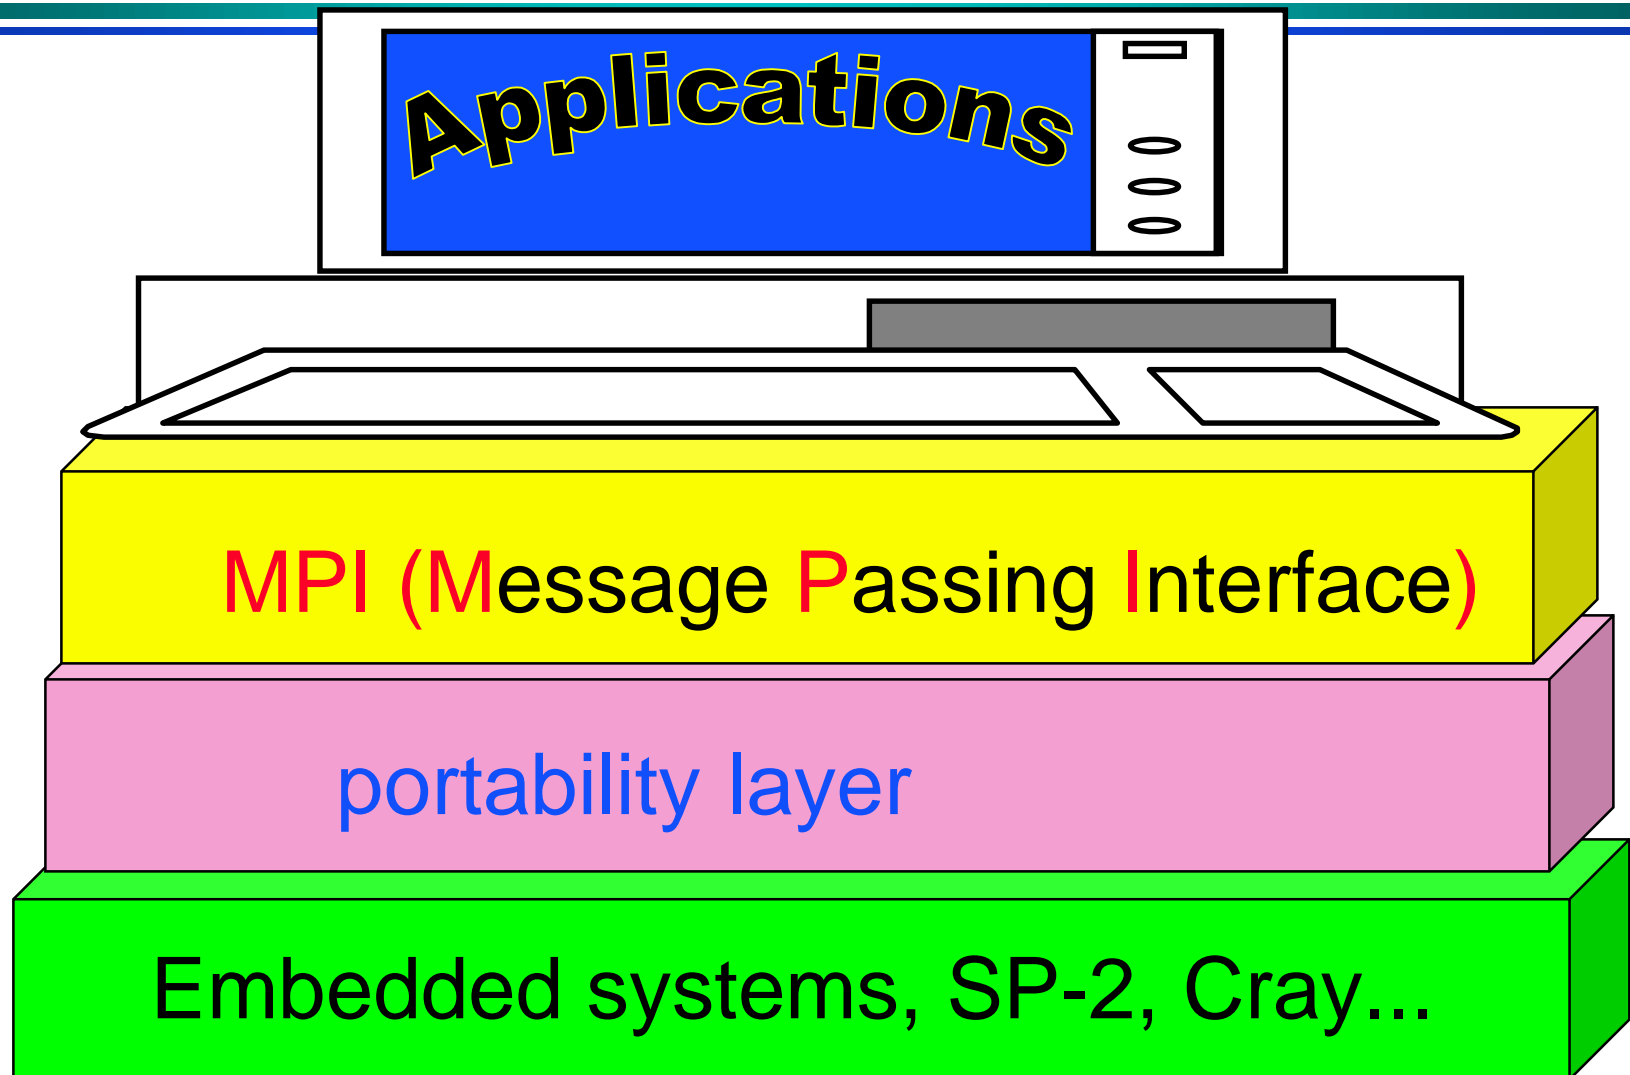 Applications
MPI (Message Passing Interface)
portability layer
Embedded systems, SP-2, Cray...